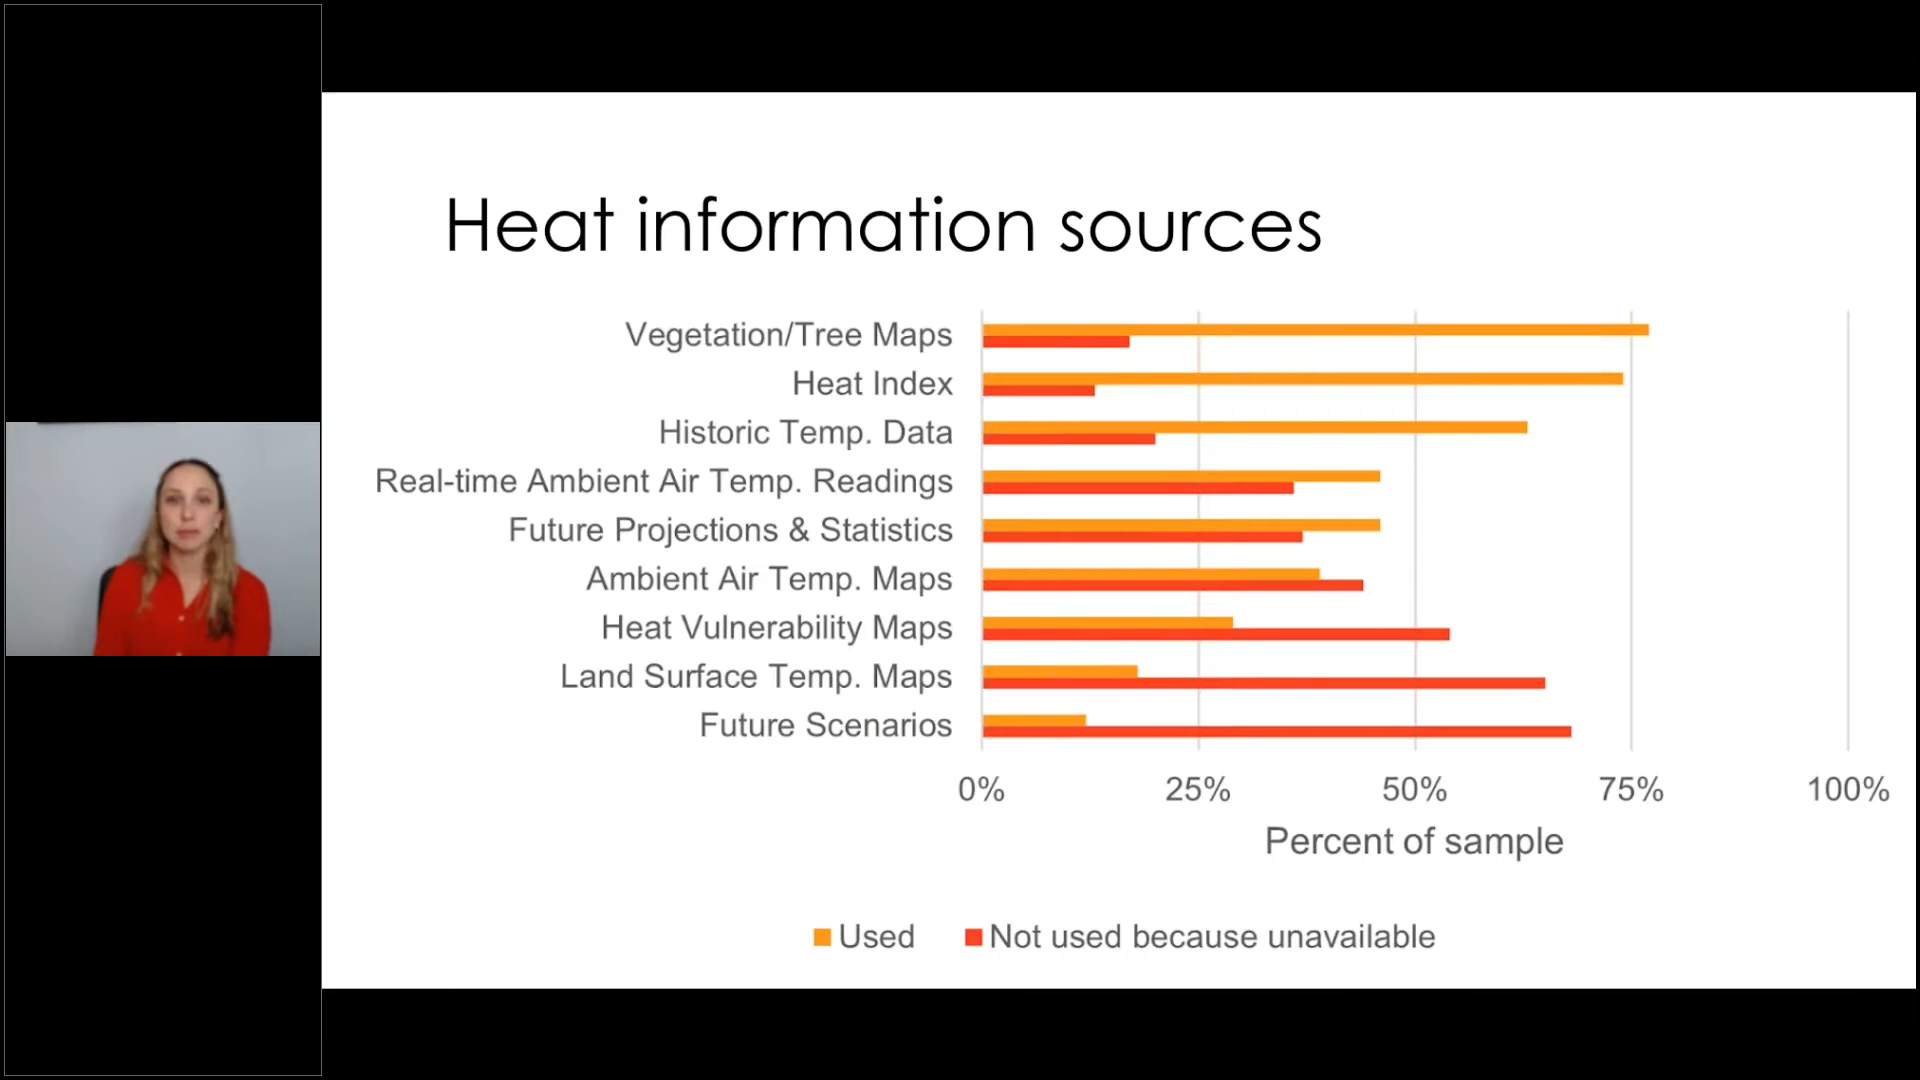 Heat information sources
Vegetation/Tree Maps
Heat Index
Historic Temp. Data
Real-time Ambient Air Temp. Readings
Future Projections & Statistics
Ambient Air Temp. Maps
Heat Vulnerability Maps
Land Surface Temp. Maps
Future Scenarios
0% 25% 50% 75% 100%
Percent of sample
Used Not used because unavailable